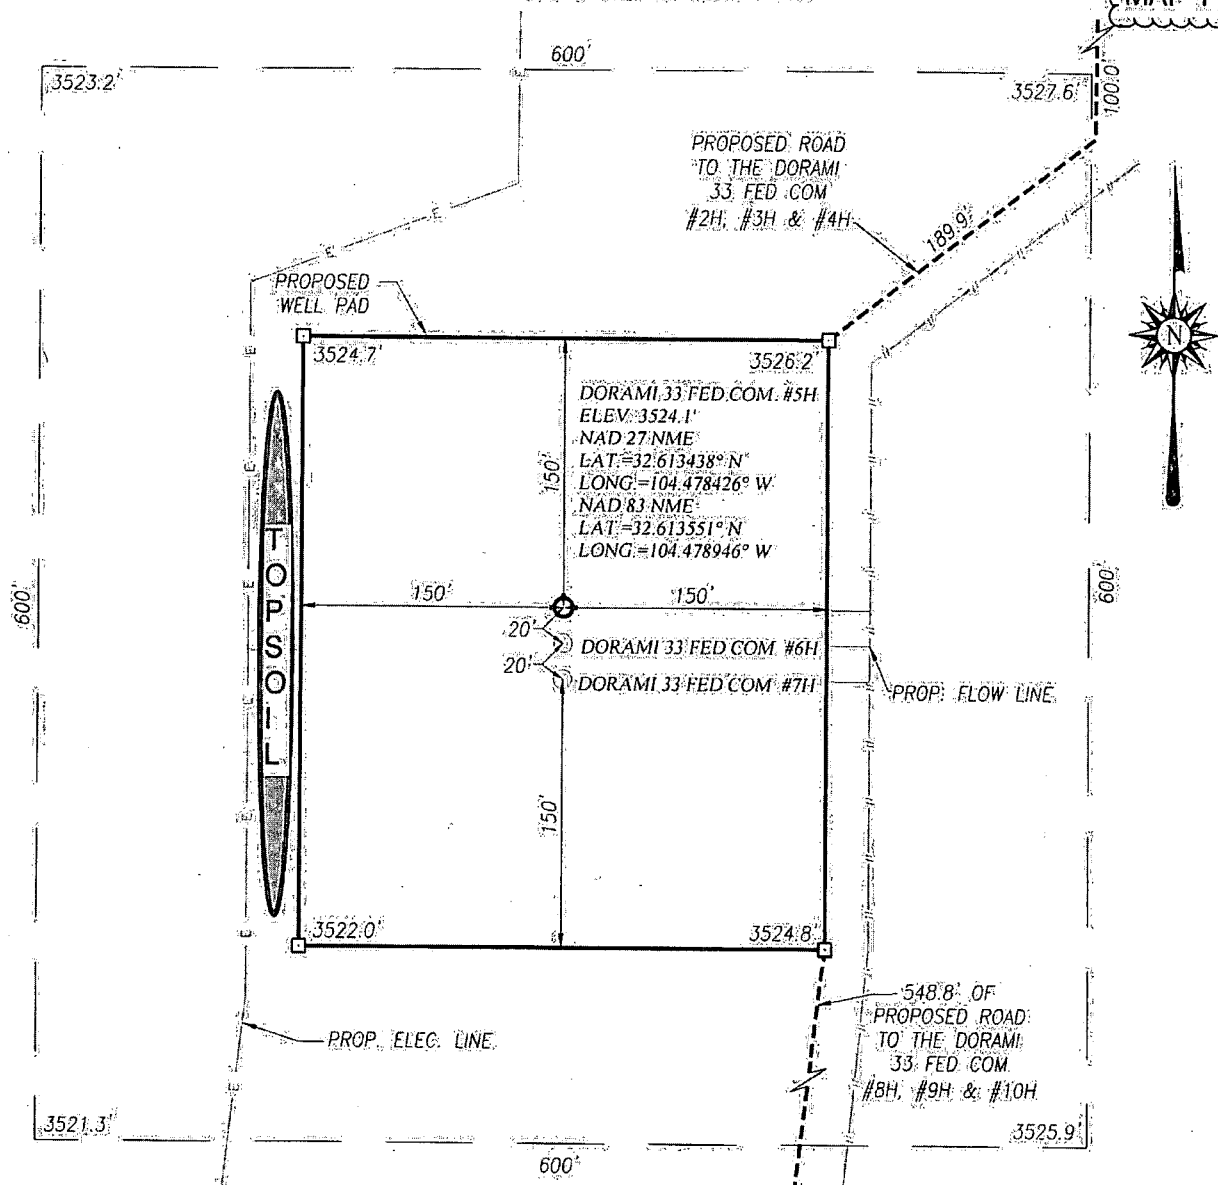 600'
3523.2'
3527.6'
100.0'
PROPOSED ROAD
TO THE DORAMI
33 FED COM
#2H, #3H & #4H
189.9'
PROPOSED
WELL PAD
N
3524.7'
3526.2'
DORAMI 33 FED COM. #5H
ELEV. 3524.1'
NAD 27 NME
LAT.=32.613438° N
LONG.=104.478426° W
NAD 83 NME
LAT.=32.613551° N
LONG.=104.478946° W
150'
TOPSOIL
600'
150'
150'
600'
20'
DORAMI 33 FED COM #6H
20'
DORAMI 33 FED COM #7H
PROP. FLOW LINE
150'
3522.0'
3524.8'
548.8' OF
PROPOSED ROAD
TO THE DORAMI
33 FED COM
#8H, #9H & #10H
PROP. ELEC. LINE
3521.3'
3525.9'
600'